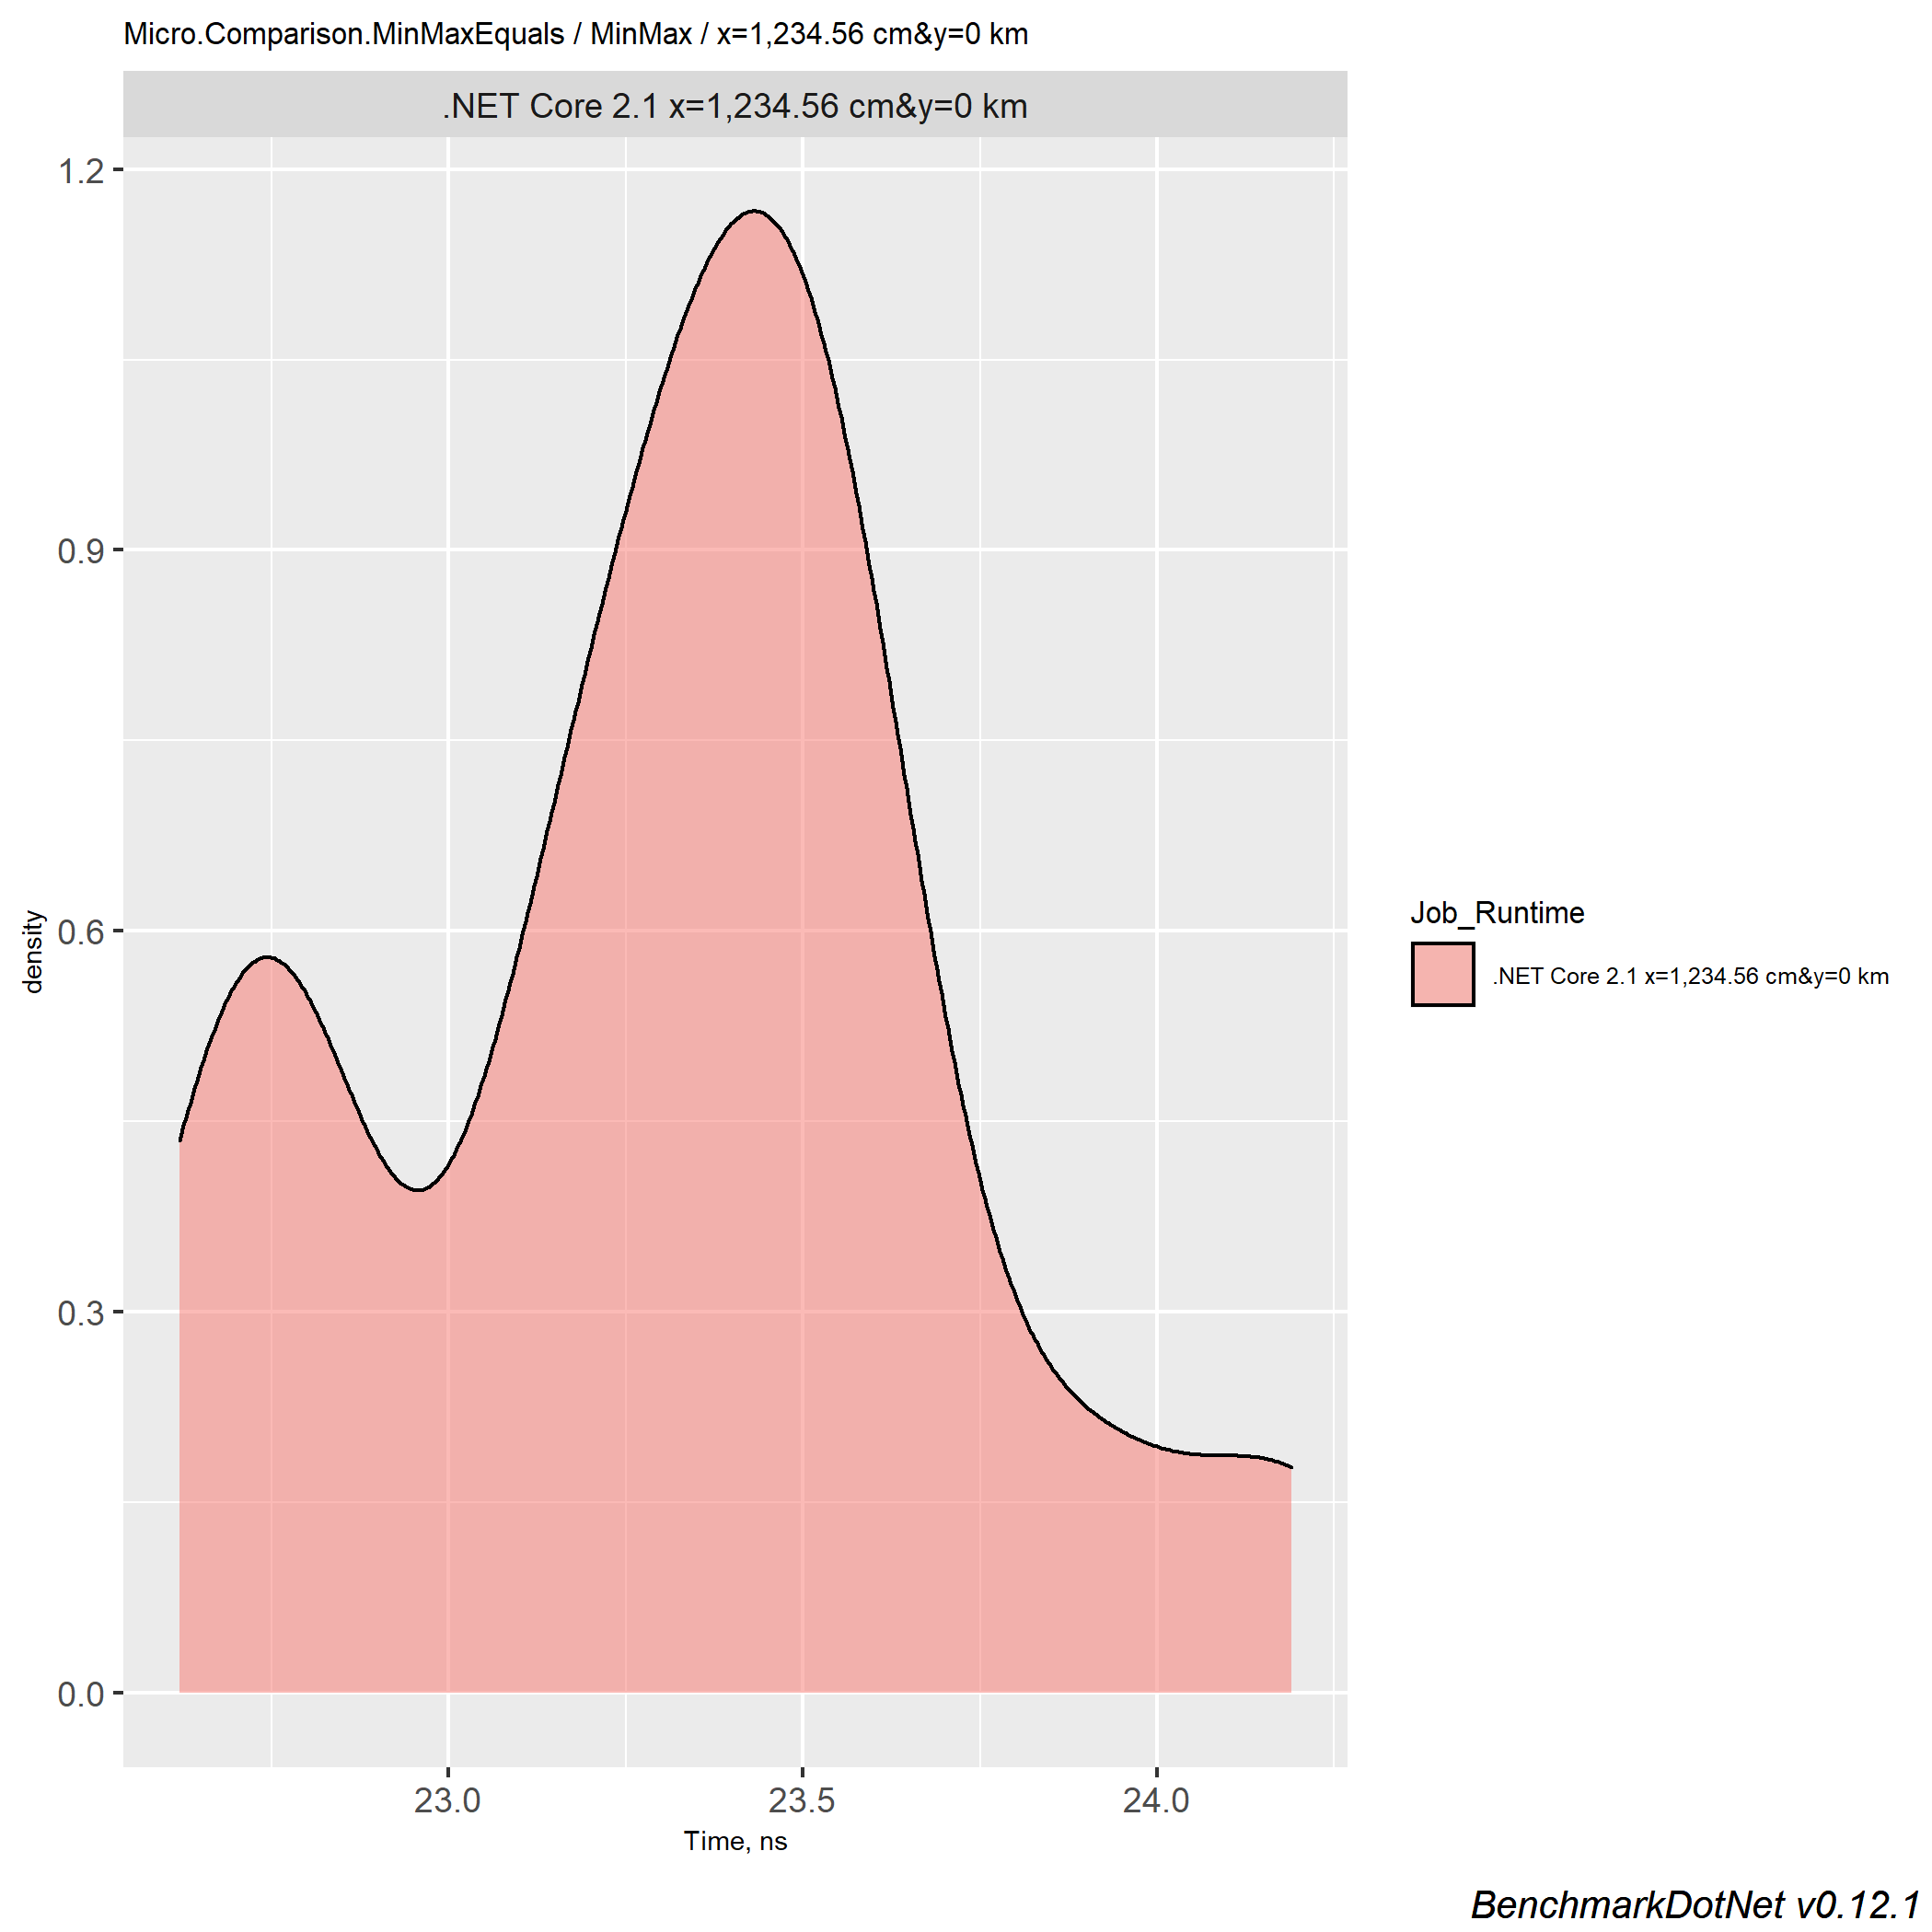 Micro.Comparison.MinMaxEquals / MinMax / x=1,234.56 cm&y=0 km
.NET Core 2.1 x=1,234.56 cm&y=0 km
1.2
0.9
0.6
0.3
0.0
density
23.0 23.5 24.0
Time, ns
Job_Runtime
.NET Core 2.1 x=1,234.56 cm&y=0 km
BenchmarkDotNet v0.12.1